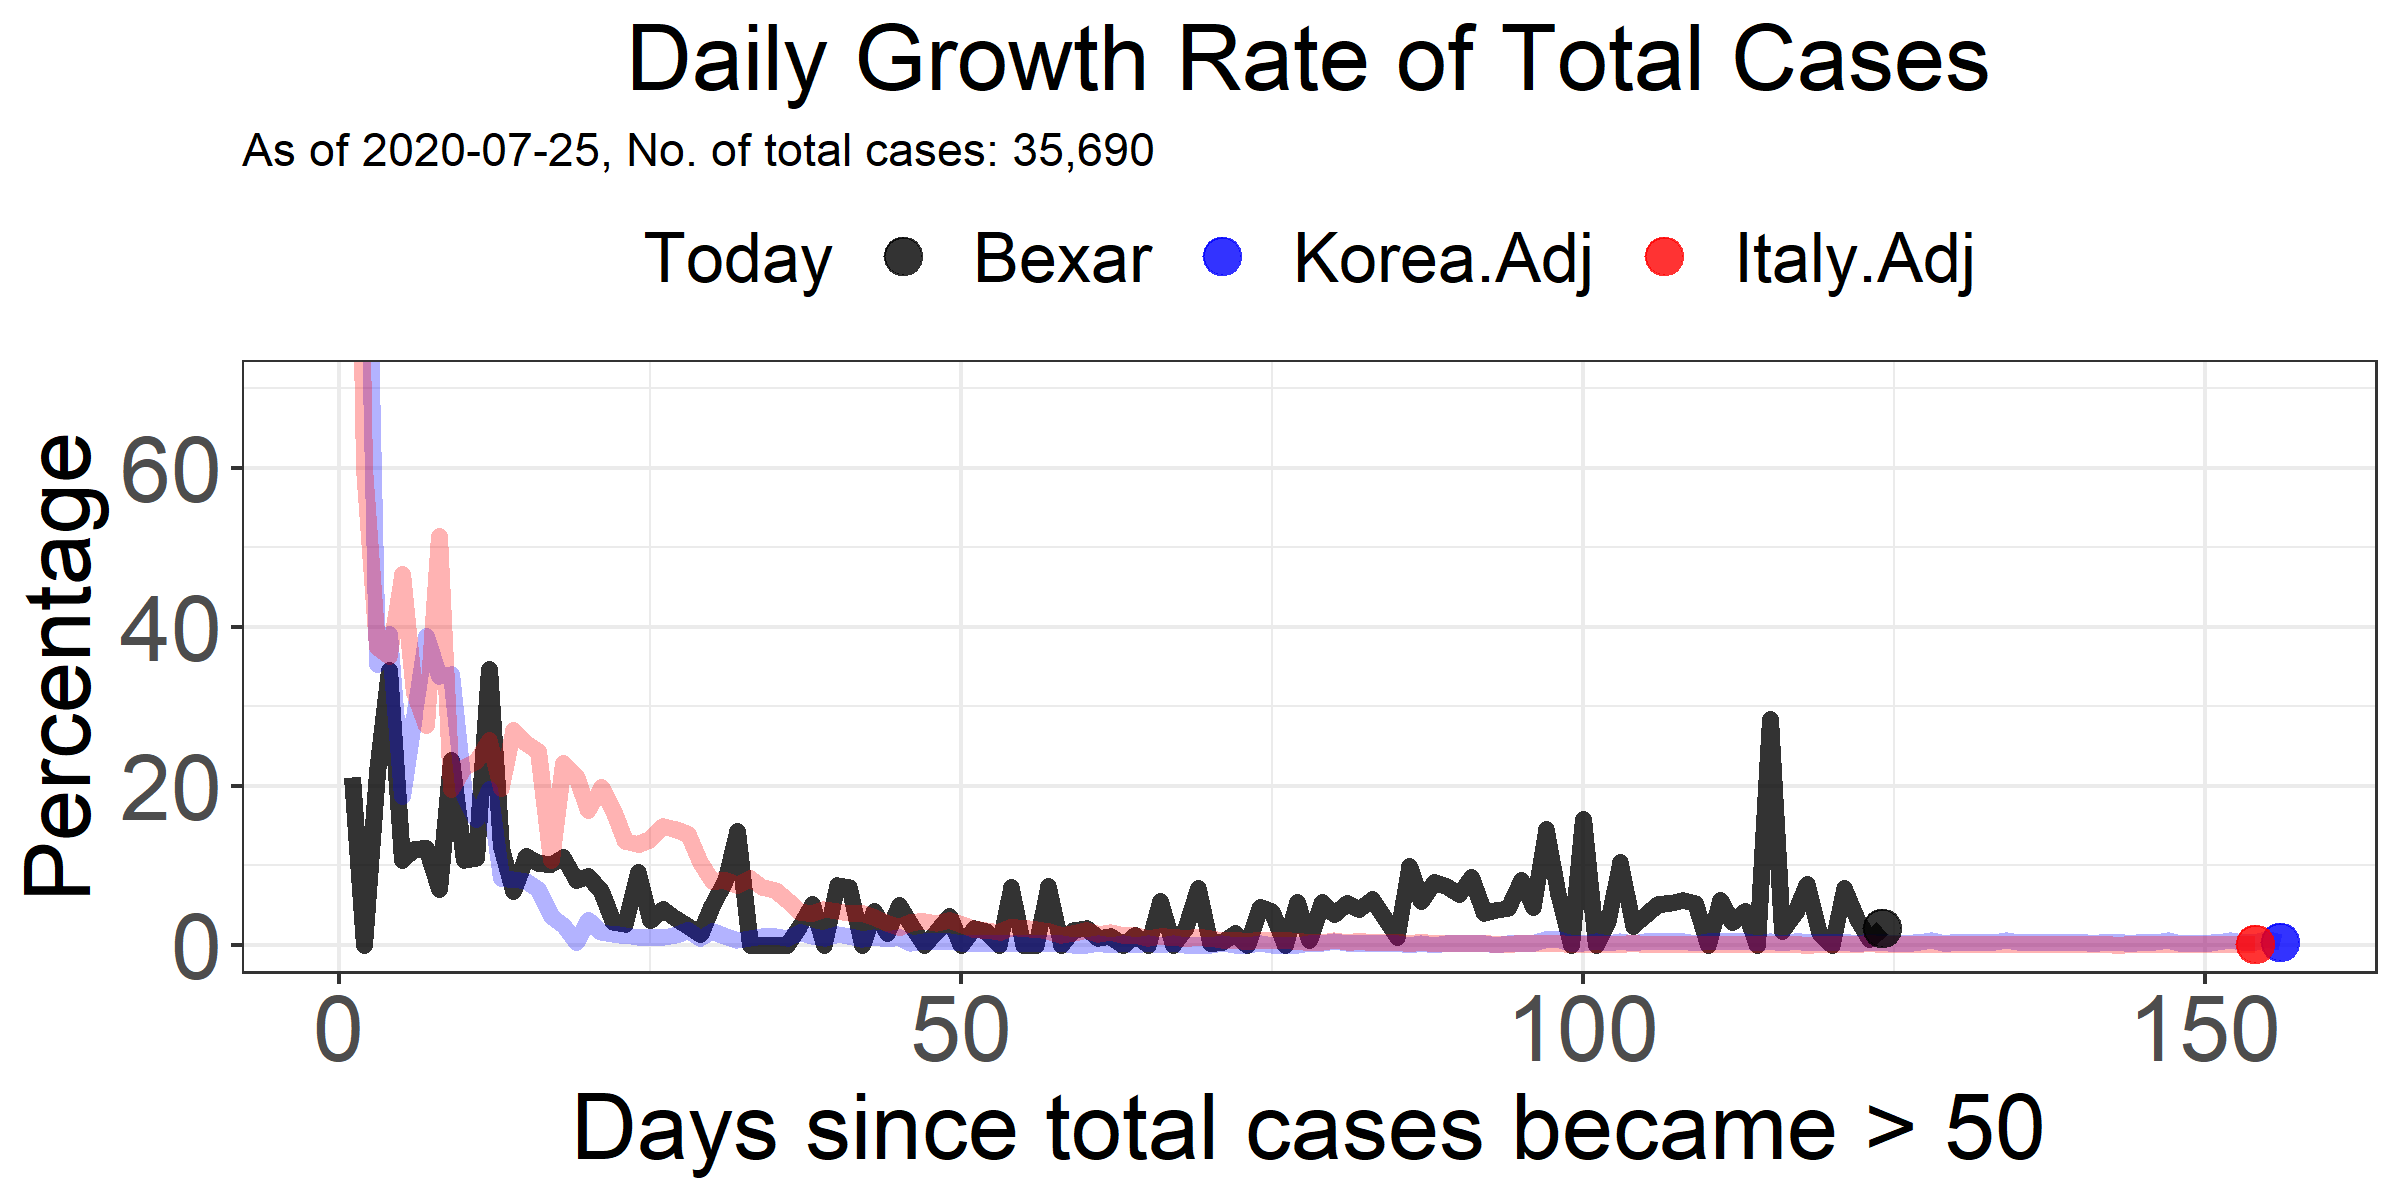 Daily Growth Rate of Total Cases
As of 2020-07-25, No. of total cases: 35,690
Today Bexar Korea.Adj Italy.Adj
Percentage
60
40
20
0
0 50 100 150
Days since total cases became > 50